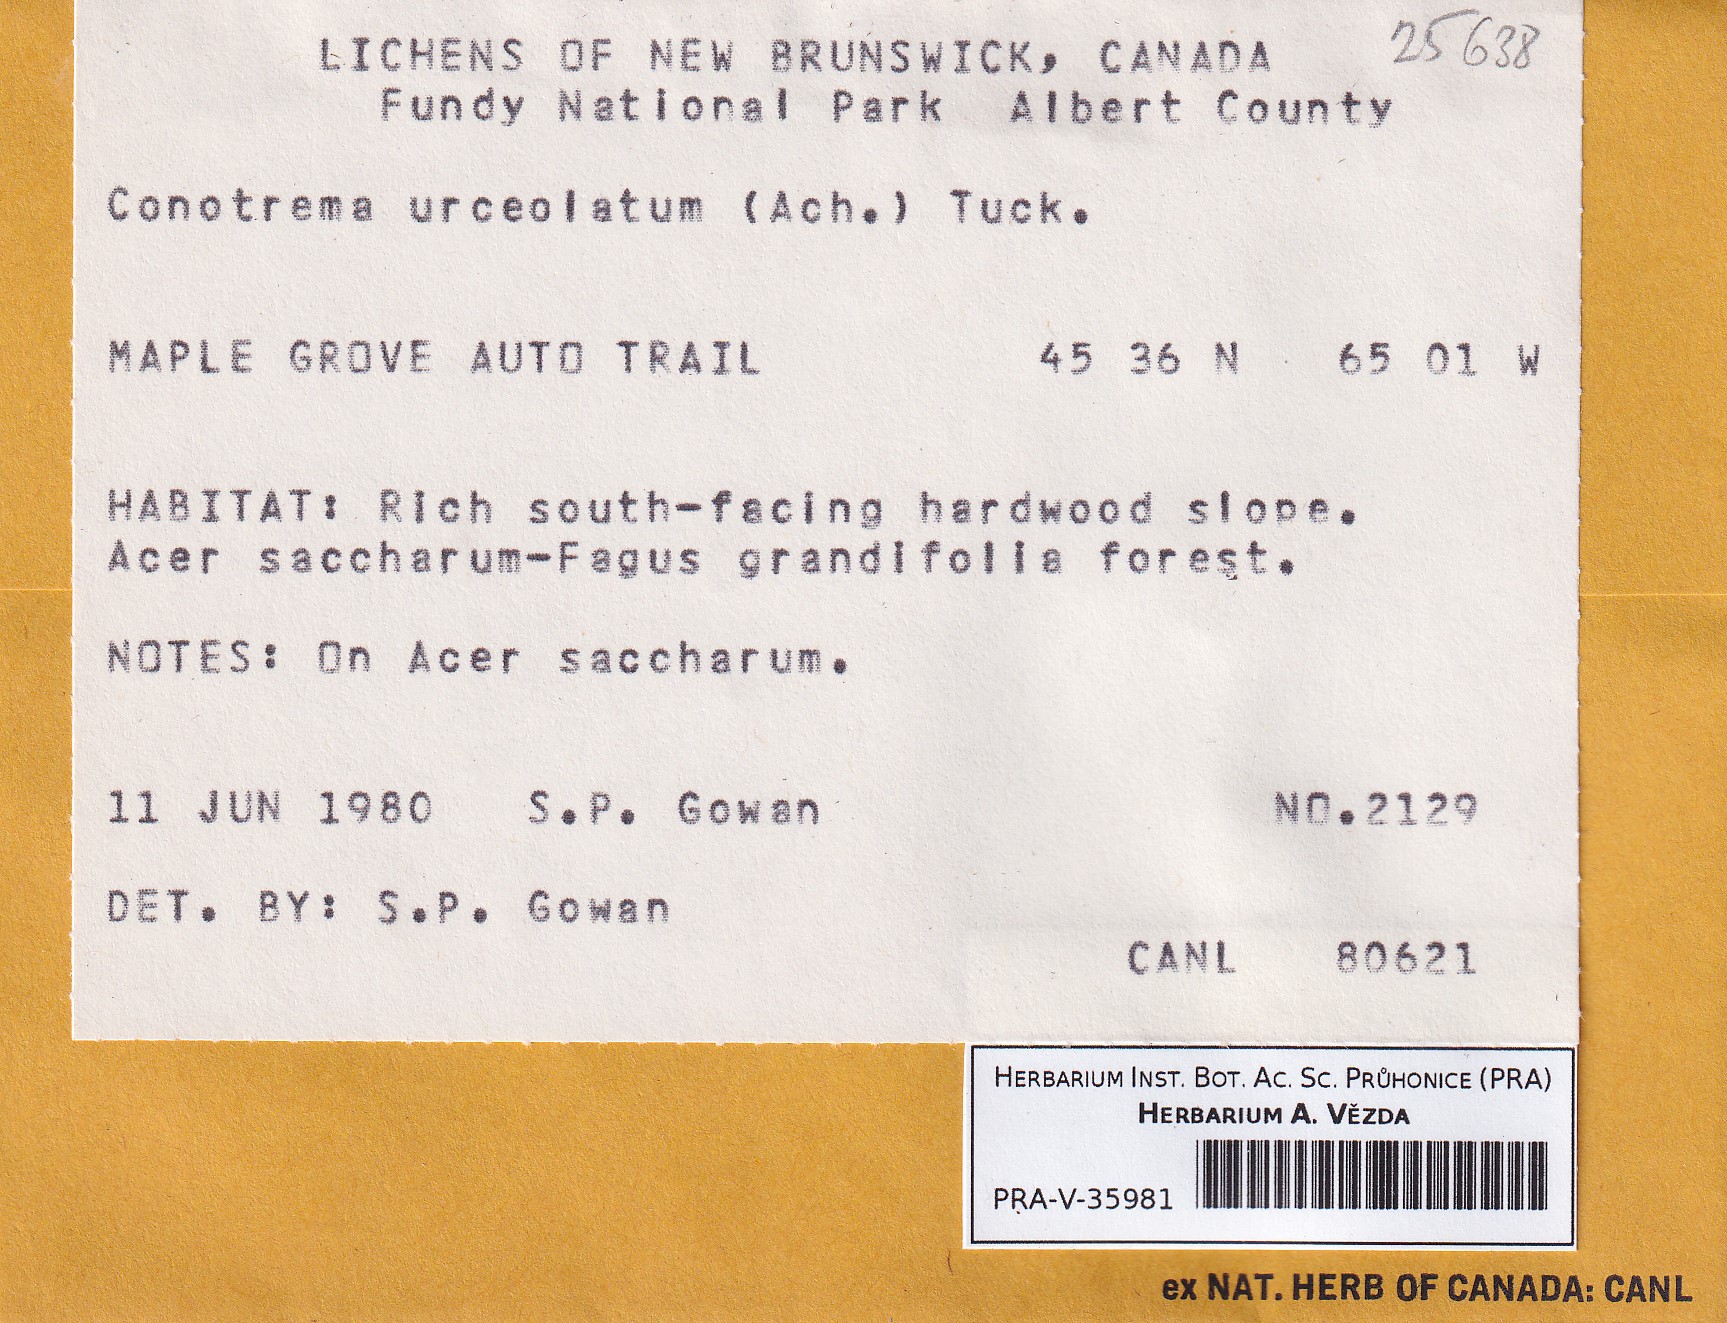 25638
LICHENS OF NEW BRUNSWICK, CANADA
Fundy National Park Albert County
Conotrema urceolatum (Ach.) Tuck.
MAPLE GROVE AUTO TRAIL 45 36 N 65 01 W
HABITAT: Rich south-facing hardwood slope.
Acer saccharum-Fagus grandifolia forest.
NOTES: On Acer saccharum.
11 JUN 1980 S.P. Gowan NO.2129
DET. BY: S.P. Gowan
CANL 80621
HERBARIUM INST. BOT. AC. SC. PRŮHONICE (PRA)
HERBARIUM A. VĚZDA
PRA-V-35981
ex NAT. HERB OF CANADA: CANL